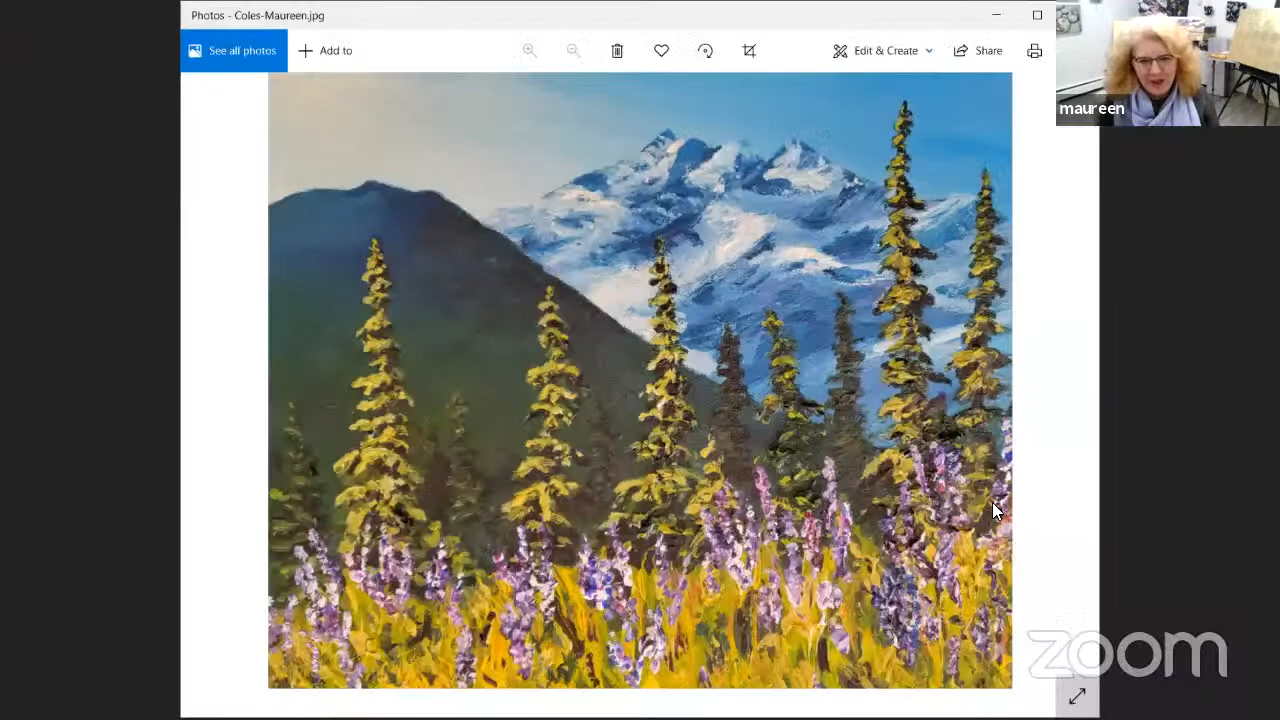 Photos - Coles-Maureen.jpg
See all photos
Add to
Edit & Create
Share
maureen
zoom